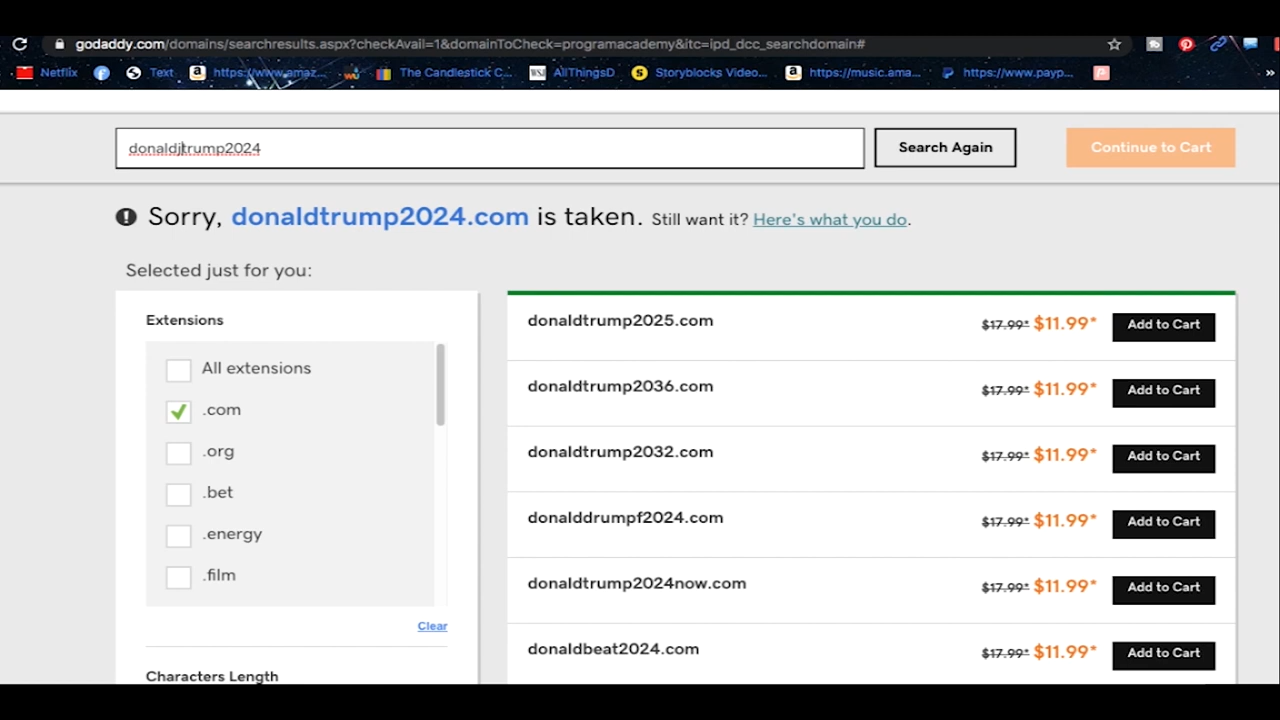 godaddy.com/domains/searchresults.aspx?checkAvail=1&domainToCheck=programacademy&itc=ipd_dcc_searchdomain#
Netflix Text https://www.amaz... The Candlestick C... WSJ AllThingsD Storyblocks Video... https://music.ama... https://www.payp... »
donaldjtrump2024 Search Again Continue to Cart
Sorry, donaldtrump2024.com is taken. Still want it? Here's what you do.
Selected just for you:
Extensions
All extensions
.com
.org
.bet
.energy
.film
Clear
Characters Length
donaldtrump2025.com $17.99* $11.99* Add to Cart
donaldtrump2036.com $17.99* $11.99* Add to Cart
donaldtrump2032.com $17.99* $11.99* Add to Cart
donalddrumpf2024.com $17.99* $11.99* Add to Cart
donaldtrump2024now.com $17.99* $11.99* Add to Cart
donaldbeat2024.com $17.99* $11.99* Add to Cart